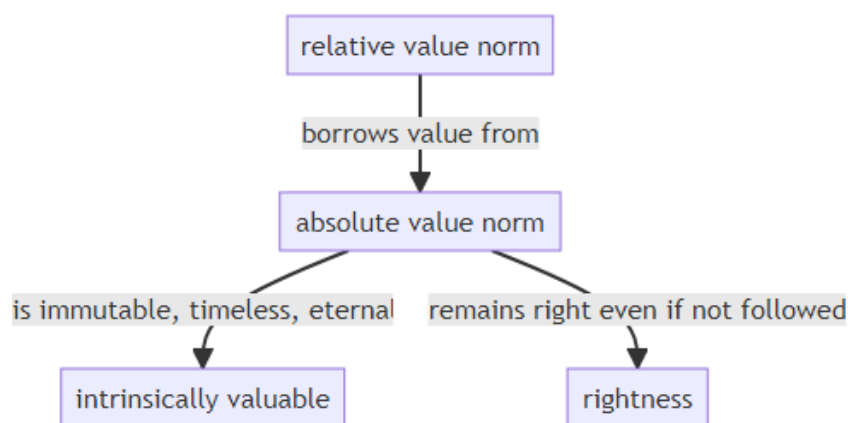 relative value norm
borrows value from
absolute value norm
is immutable, timeless, eternal
remains right even if not followed
intrinsically valuable
rightness